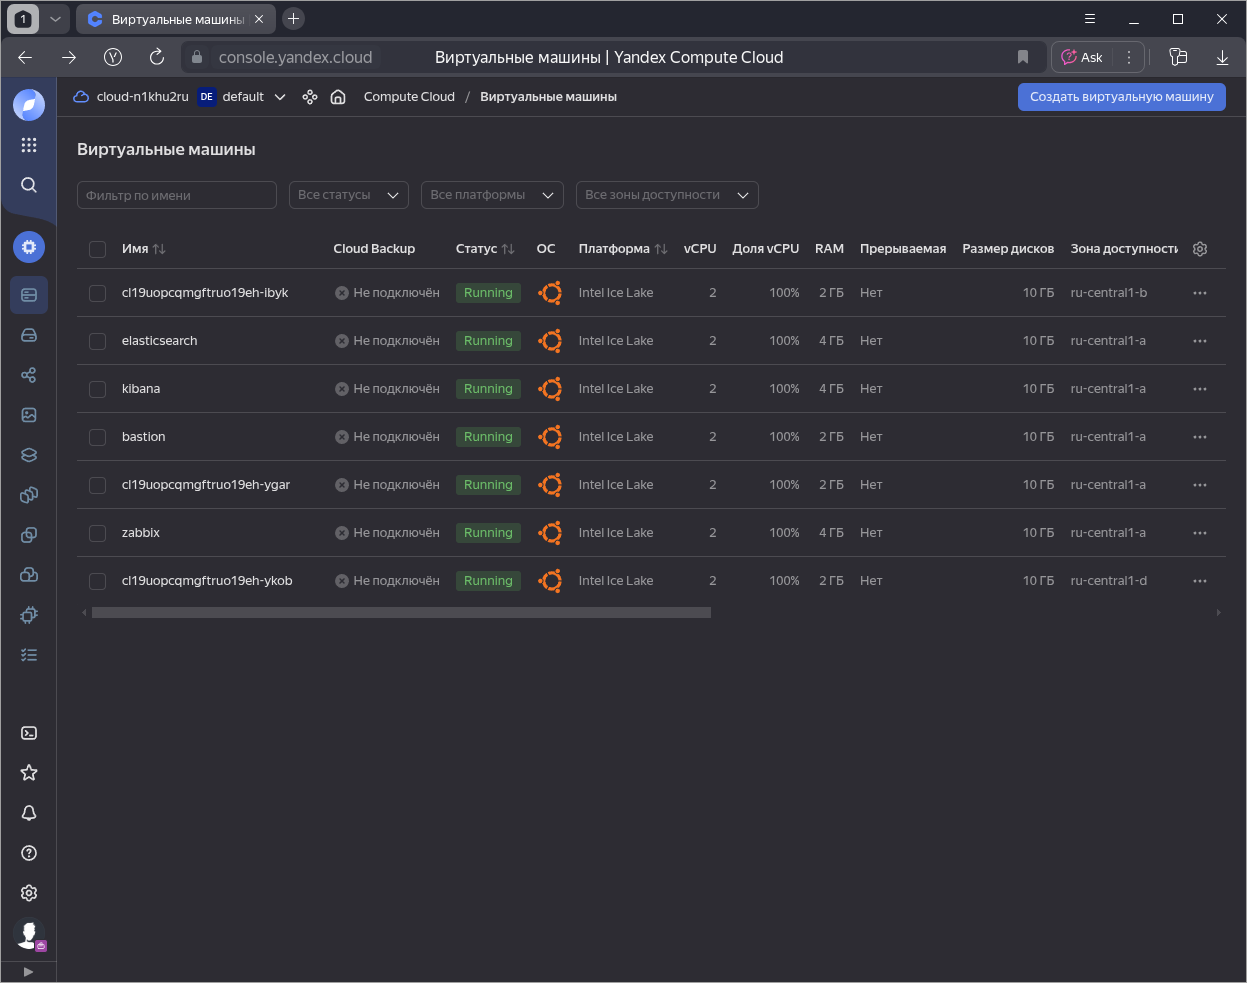 1
Виртуальные машины
console.yandex.cloud
Виртуальные машины | Yandex Compute Cloud
Ask
cloud-n1khu2ru DE default Compute Cloud / Виртуальные машины
Создать виртуальную машину
Виртуальные машины
Фильтр по имени Все статусы Все платформы Все зоны доступности
Имя Cloud Backup Статус ОС Платформа vCPU Доля vCPU RAM Прерываемая Размер дисков Зона доступности
cl19uopcqmgftruo19eh-ibyk Не подключён Running Intel Ice Lake 2 100% 2 ГБ Нет 10 ГБ ru-central1-b
elasticsearch Не подключён Running Intel Ice Lake 2 100% 4 ГБ Нет 10 ГБ ru-central1-a
kibana Не подключён Running Intel Ice Lake 2 100% 4 ГБ Нет 10 ГБ ru-central1-a
bastion Не подключён Running Intel Ice Lake 2 100% 2 ГБ Нет 10 ГБ ru-central1-a
cl19uopcqmgftruo19eh-ygar Не подключён Running Intel Ice Lake 2 100% 2 ГБ Нет 10 ГБ ru-central1-a
zabbix Не подключён Running Intel Ice Lake 2 100% 4 ГБ Нет 10 ГБ ru-central1-a
cl19uopcqmgftruo19eh-ykob Не подключён Running Intel Ice Lake 2 100% 2 ГБ Нет 10 ГБ ru-central1-d